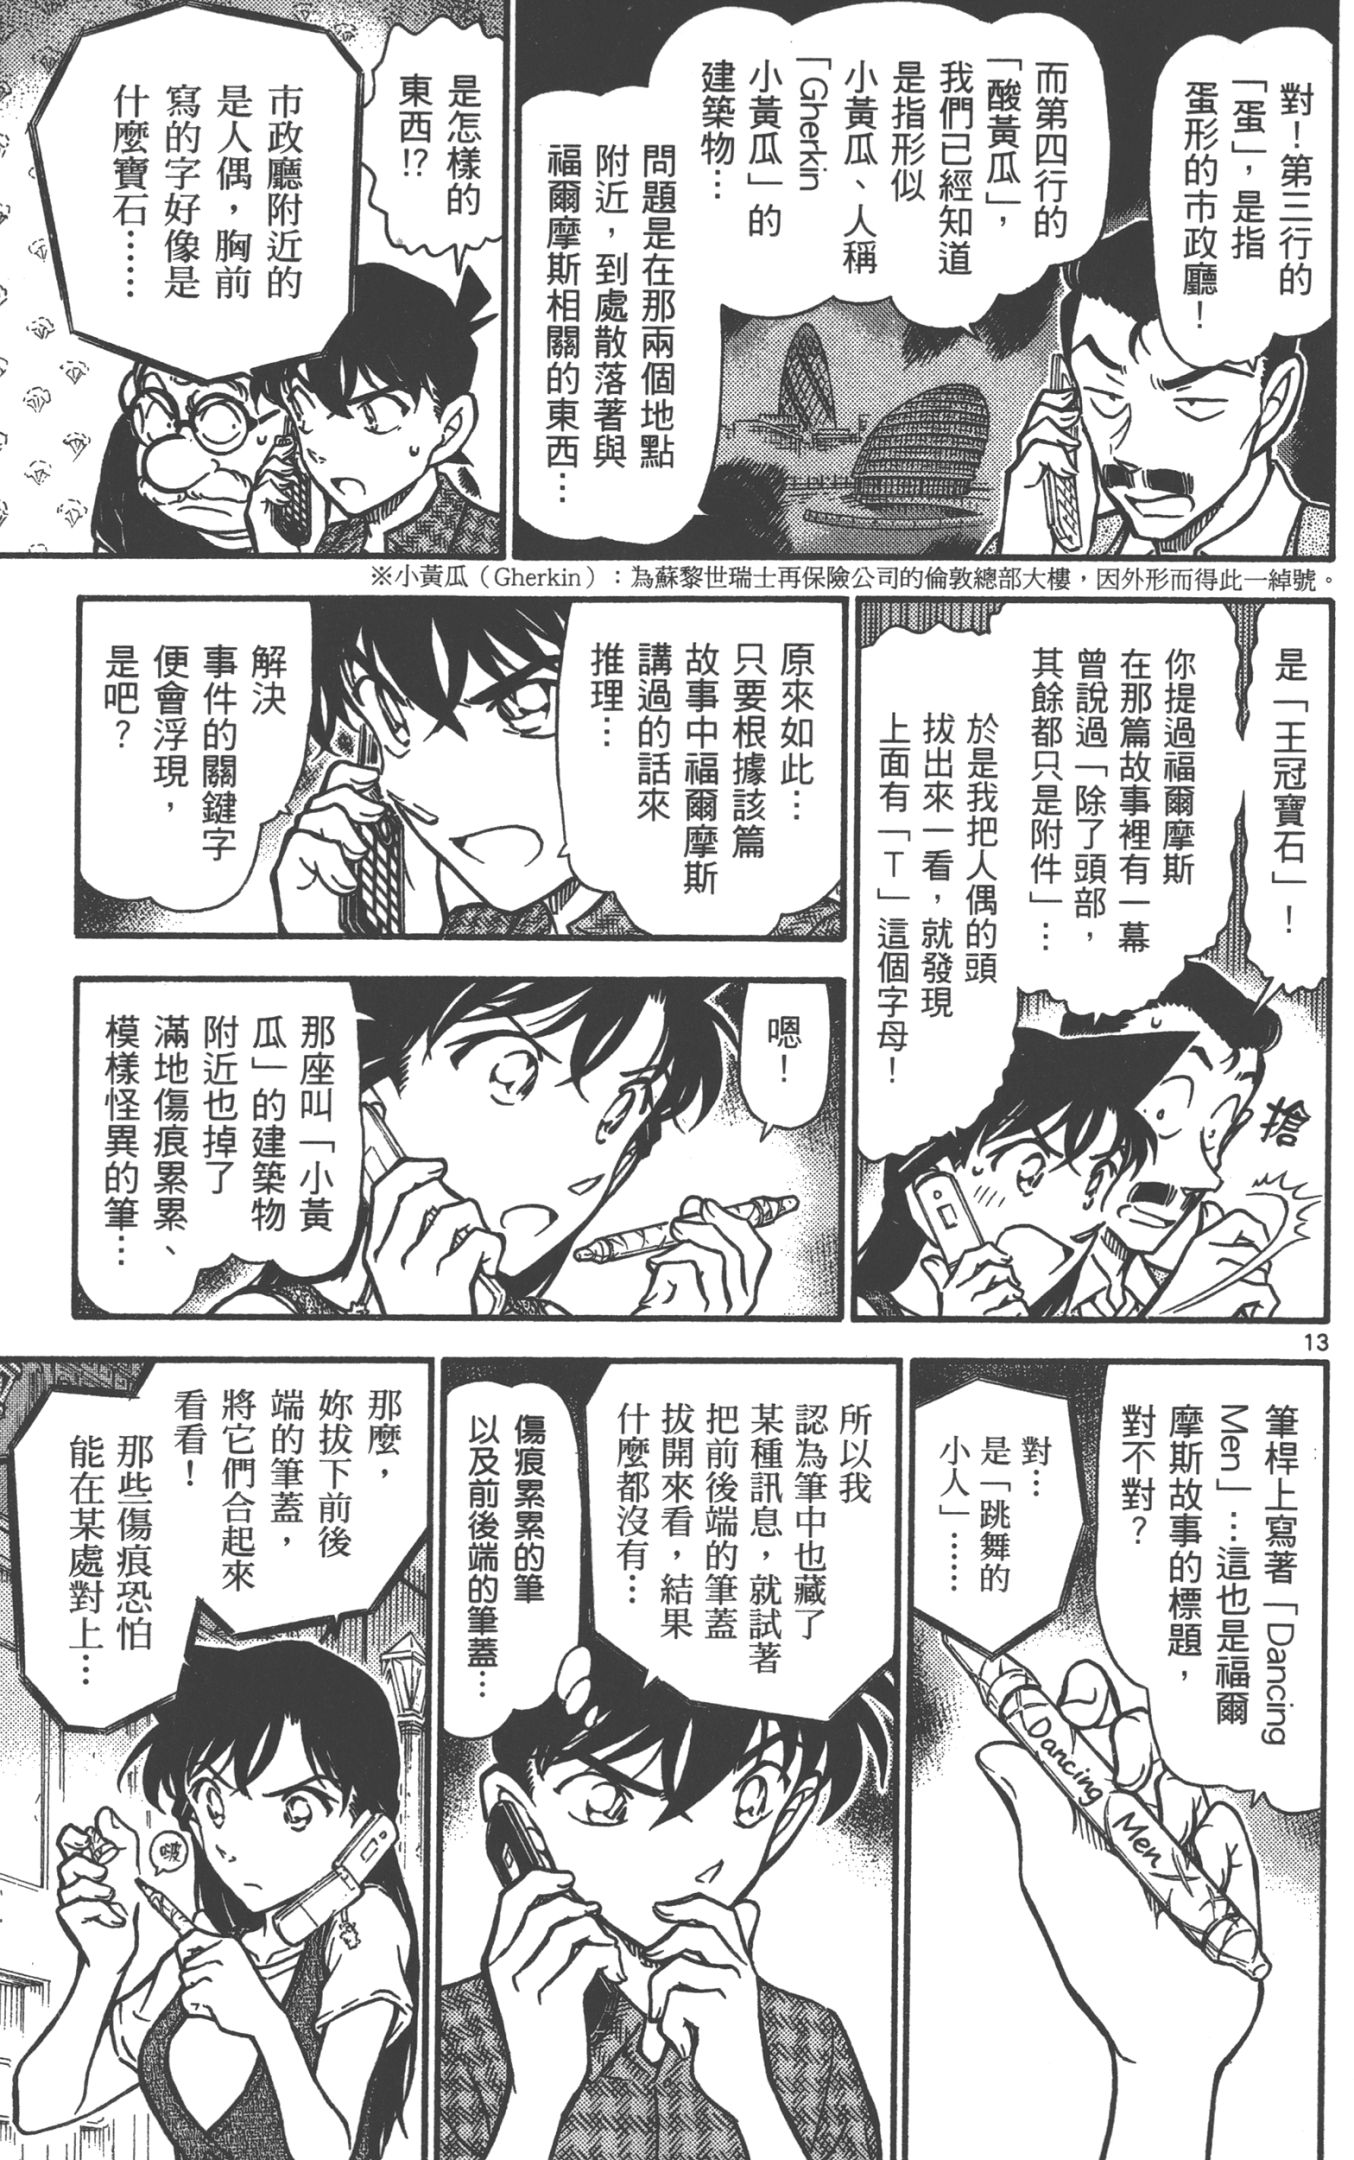 對！第三行的
「蛋」，是指
蛋形的市政廳！
而第四行的
「酸黃瓜」，
我們已經知道
是指形似
小黃瓜、人稱
「Gherkin
小黃瓜」的
建築物…
問題是在那兩個地點
附近，到處散落著與
福爾摩斯相關的東西…
是怎樣的
東西!?
市政廳附近的
是人偶，胸前
寫的字好像是
什麼寶石……
※小黃瓜（Gherkin）：為蘇黎世瑞士再保險公司的倫敦總部大樓，因外形而得此一綽號。
是「王冠寶石」！
你提過福爾摩斯
在那篇故事裡有一幕
曾說過「除了頭部，
其餘都只是附件」…
於是我把人偶的頭
拔出來一看，就發現
上面有「T」這個字母！
搶
原來如此…
只要根據該篇
故事中福爾摩斯
講過的話來
推理…
解決
事件的關鍵字
便會浮現，
是吧？
嗯！
那座叫「小黃
瓜」的建築物
附近也掉了
滿地傷痕累累、
模樣怪異的筆…
13
筆桿上寫著「Dancing
Men」…這也是福爾
摩斯故事的標題，
對不對？
對…
是「跳舞的
小人」……
Dancing
Men
所以我
認為筆中也藏了
某種訊息，就試著
把前後端的筆蓋
拔開來看，結果
什麼都沒有…
傷痕累累的筆
以及前後端的筆蓋…
那麼，
妳拔下前後
端的筆蓋，
將它們合起來
看看！
那些傷痕恐怕
能在某處對上…
啵